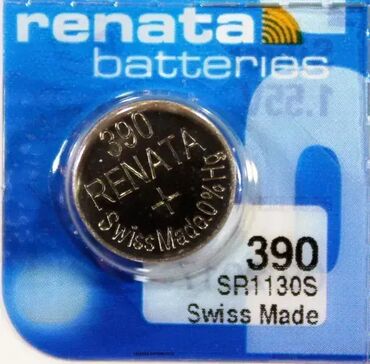 renata
batteries
1.55V
390
RENATA
+
Swiss Made 0% Hg
390
SR1130S
Swiss Made